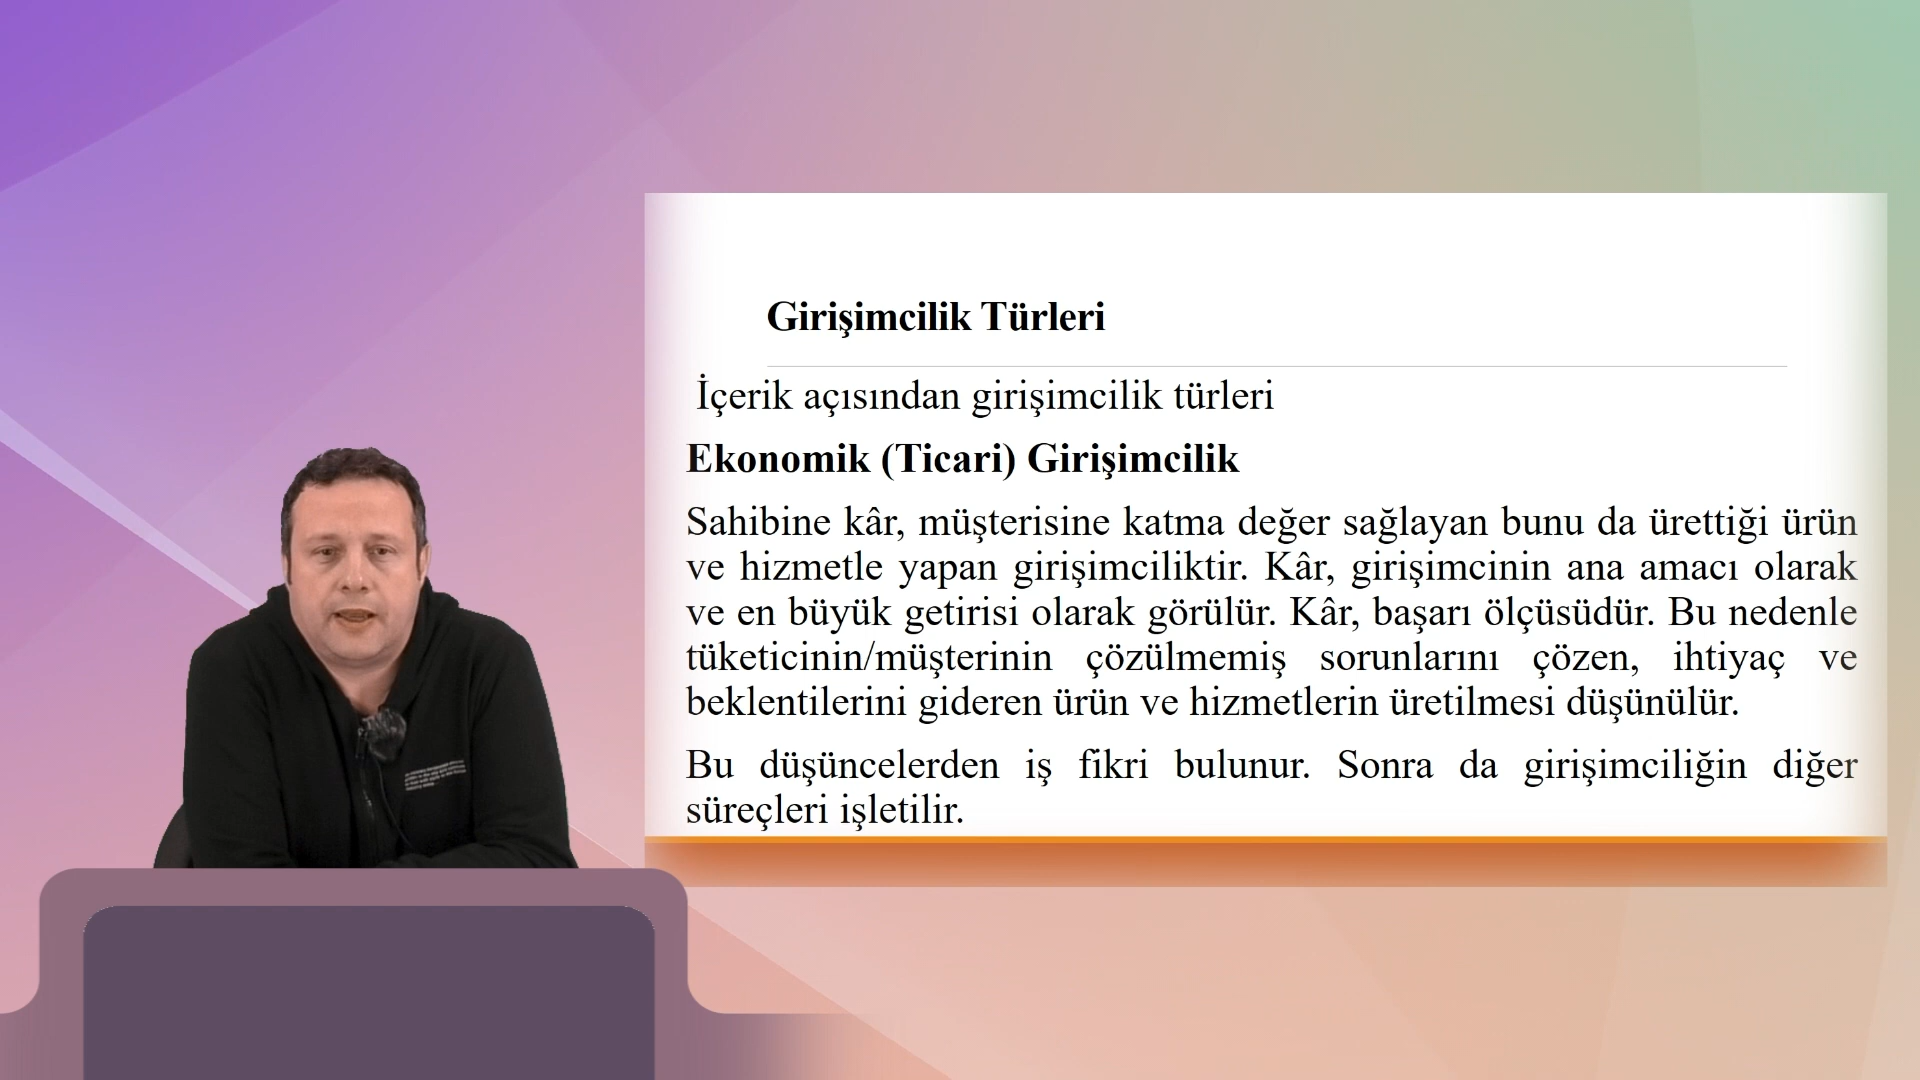 Girişimcilik Türleri
İçerik açısından girişimcilik türleri
Ekonomik (Ticari) Girişimcilik
Sahibine kâr, müşterisine katma değer sağlayan bunu da ürettiği ürün
ve hizmetle yapan girişimciliktir. Kâr, girişimcinin ana amacı olarak
ve en büyük getirisi olarak görülür. Kâr, başarı ölçüsüdür. Bu nedenle
tüketicinin/müşterinin çözülmemiş sorunlarını çözen, ihtiyaç ve
beklentilerini gideren ürün ve hizmetlerin üretilmesi düşünülür.
Bu düşüncelerden iş fikri bulunur. Sonra da girişimciliğin diğer
süreçleri işletilir.